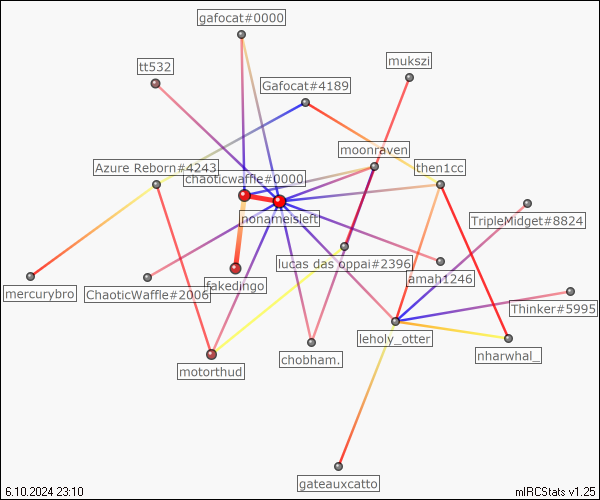 gafocat#0000
tt532
mukszi
Gafocat#4189
moonraven
Azure Reborn#4243
then1cc
chaoticwaffle#0000
nonameisleft
TripleMidget#8824
lucas das oppai#2396
amah1246
fakedingo
mercurybro
ChaoticWaffle#2006
Thinker#5995
leholy_otter
chobham.
nharwhal_
motorthud
gateauxcatto
6.10.2024 23:10
mIRCStats v1.25